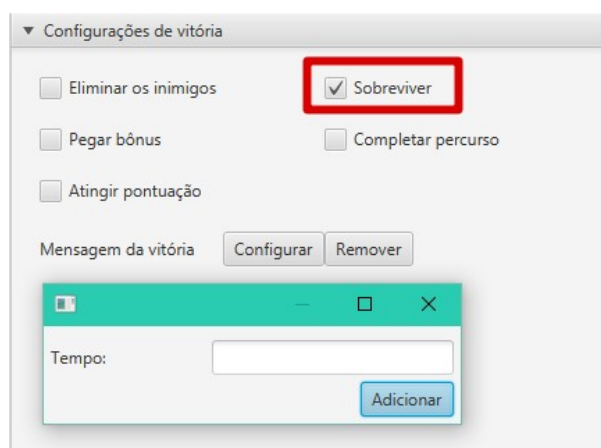 Configurações de vitória
Eliminar os inimigos Sobreviver
Pegar bônus Completar percurso
Atingir pontuação
Mensagem da vitória Configurar Remover
Tempo:
Adicionar